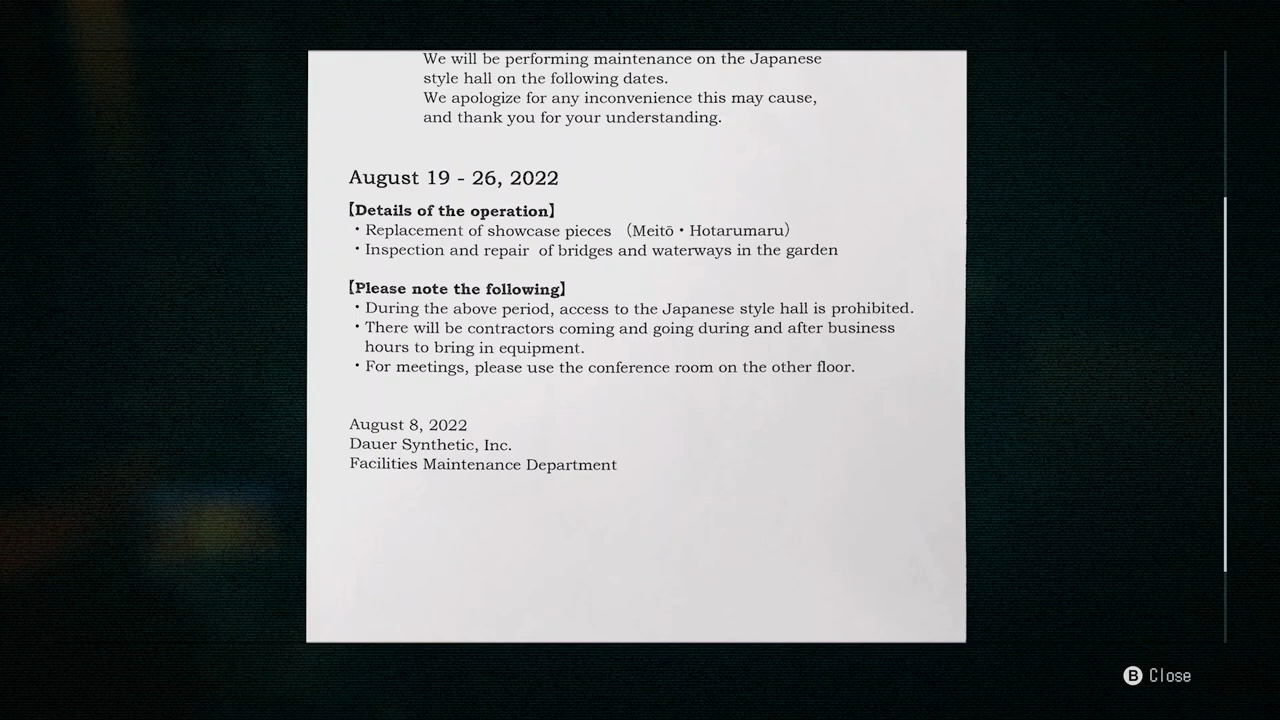 We will be performing maintenance on the Japanese
style hall on the following dates.
We apologize for any inconvenience this may cause,
and thank you for your understanding.
August 19 - 26, 2022
【Details of the operation】
・Replacement of showcase pieces （Meitō・Hotarumaru）
・Inspection and repair  of bridges and waterways in the garden
【Please note the following】
・During the above period, access to the Japanese style hall is prohibited.
・There will be contractors coming and going during and after business
hours to bring in equipment.
・For meetings, please use the conference room on the other floor.
August 8, 2022
Dauer Synthetic, Inc.
Facilities Maintenance Department
B Close